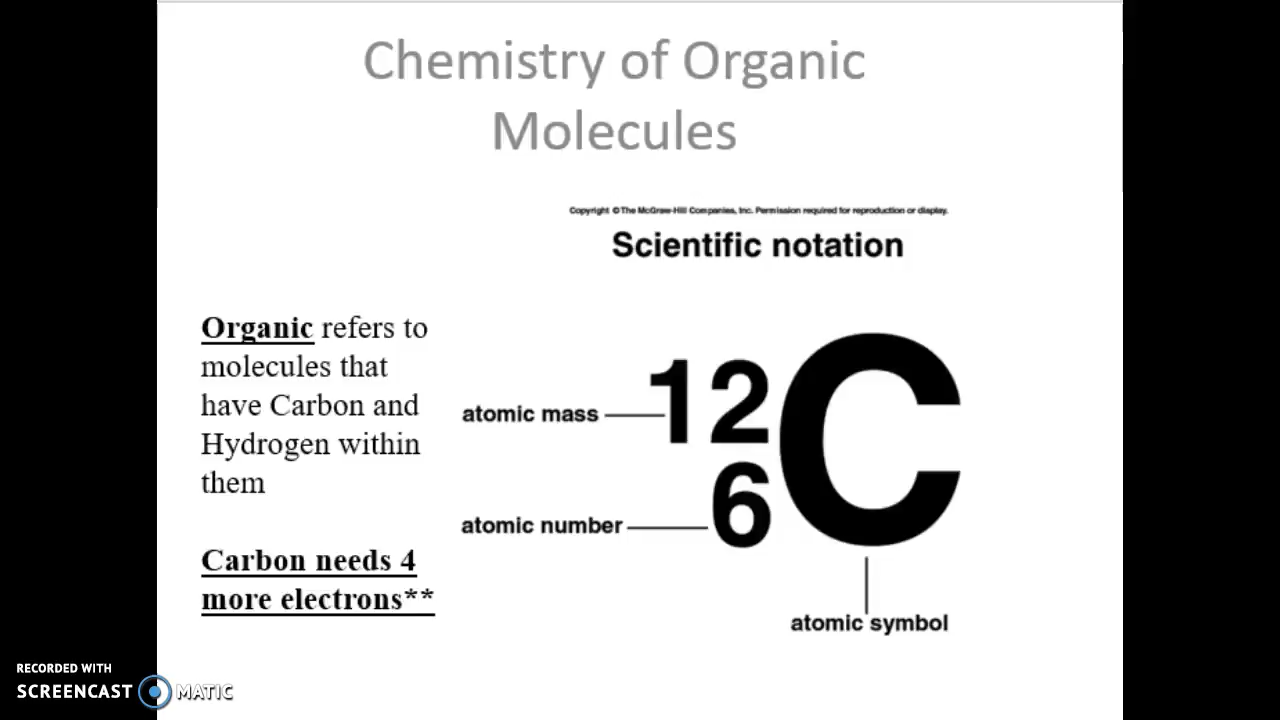 Chemistry of Organic
Molecules
Copyright © The McGraw-Hill Companies, Inc. Permission required for reproduction or display.
Scientific notation
Organic refers to
molecules that
have Carbon and
Hydrogen within
them
Carbon needs 4
more electrons**
atomic mass
12
atomic number
6
C
atomic symbol
RECORDED WITH
SCREENCAST MATIC